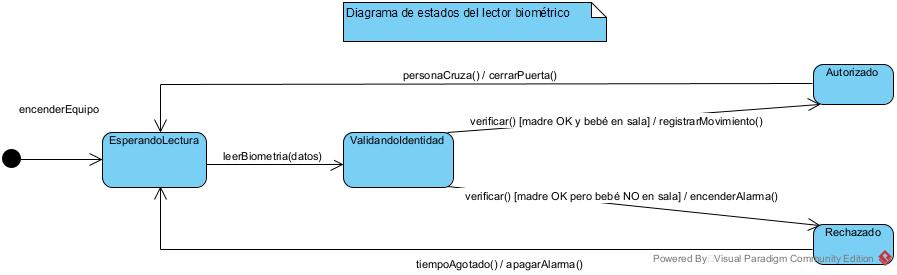 Diagrama de estados del lector biométrico
personaCruza() / cerrarPuerta()
Autorizado
encenderEquipo
verificar() [madre OK y bebé en sala] / registrarMovimiento()
EsperandoLectura
ValidandoIdentidad
leerBiometria(datos)
verificar() [madre OK pero bebé NO en sala] / encenderAlarma()
Rechazado
Powered By Visual Paradigm Community Edition
tiempoAgotado() / apagarAlarma()